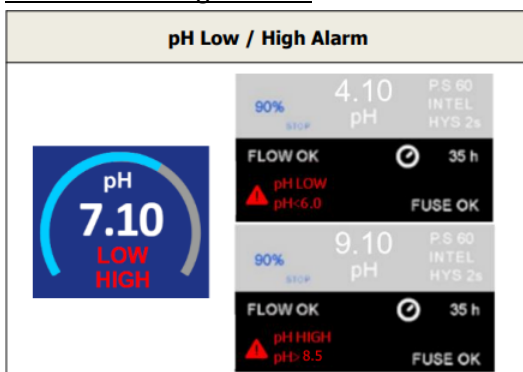 pH Low / High Alarm
pH
7.10
LOW
HIGH
90%
STOP
4.10
pH
P.S 60
INTEL
HYS 2s
FLOW OK
35 h
pH LOW
pH<6.0
FUSE OK
90%
STOP
9.10
pH
P.S 60
INTEL
HYS 2s
FLOW OK
35 h
pH HIGH
pH>8.5
FUSE OK